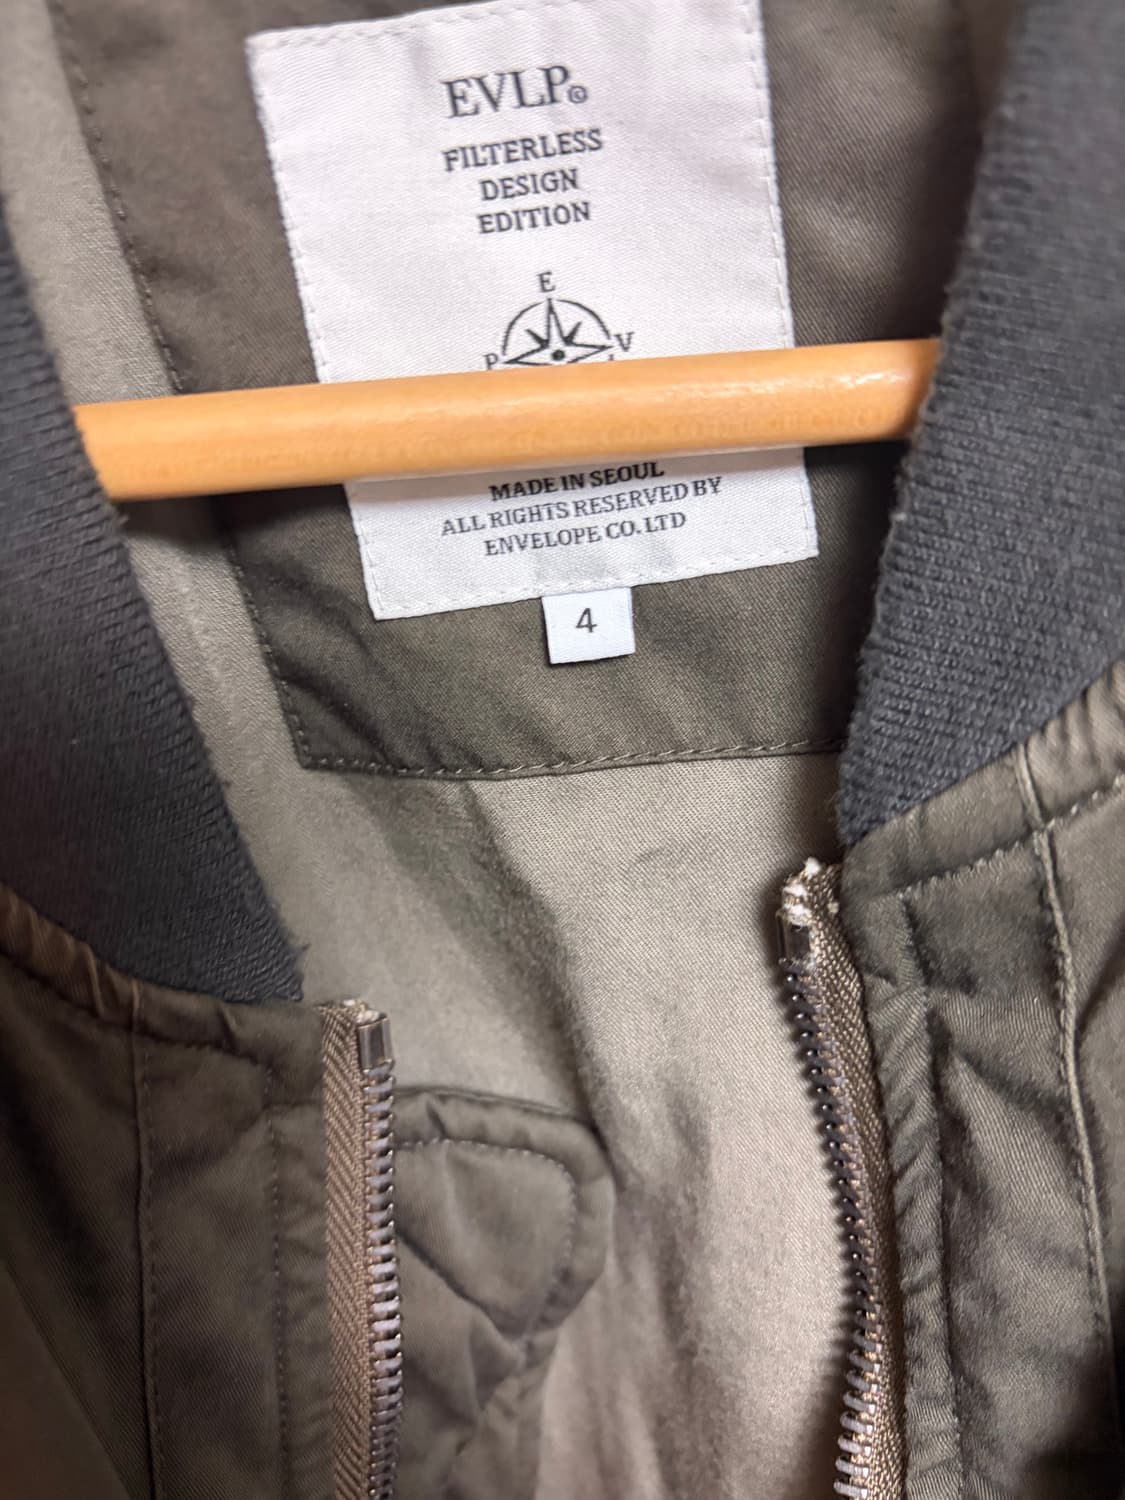 EVLP©
FILTERLESS
DESIGN
EDITION
E
P V
MADE IN SEOUL
ALL RIGHTS RESERVED BY
ENVELOPE CO.LTD
4